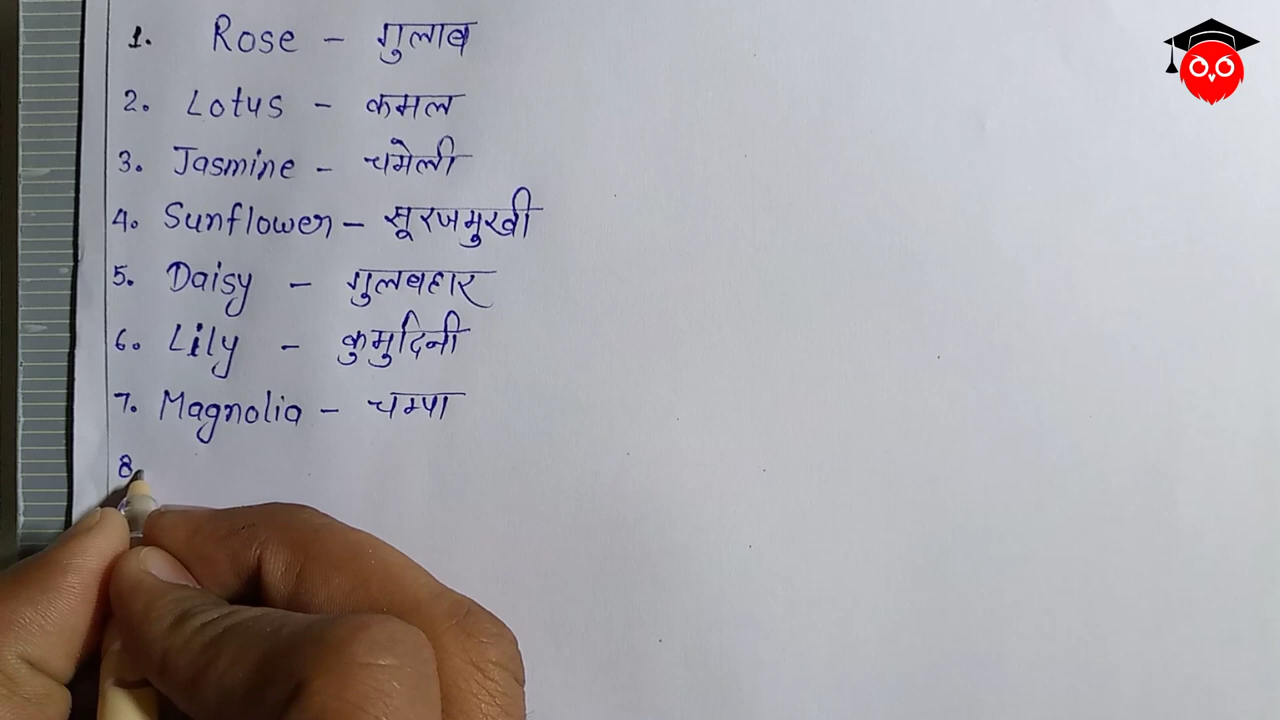 1. Rose - गुलाब
2. Lotus - कमल
3. Jasmine - चमेली
4. Sunflower - सूरजमुखी
5. Daisy - गुलबहार
6. Lily - कुमुदिनी
7. Magnolia - चम्पा
8.